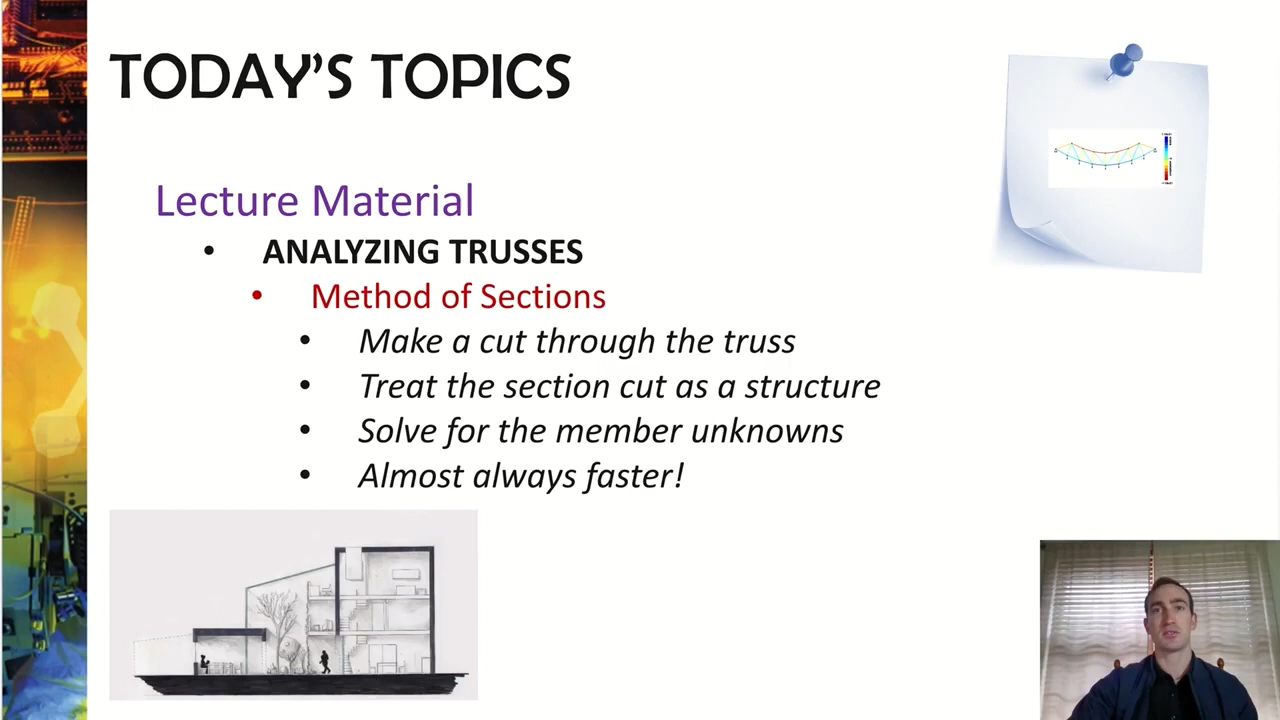 TODAY'S TOPICS
Lecture Material
• ANALYZING TRUSSES
• Method of Sections
• Make a cut through the truss
• Treat the section cut as a structure
• Solve for the member unknowns
• Almost always faster!